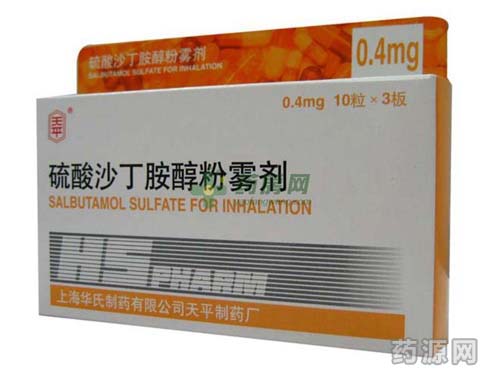 硫酸沙丁胺醇粉雾剂
SALBUTAMOL SULFATE FOR INHALATION
0.4mg
0.4mg 10粒×3板
天平
®
硫酸沙丁胺醇粉雾剂
SALBUTAMOL SULFATE FOR INHALATION
HS PHARM
上海华氏制药有限公司天平制药厂
药源网